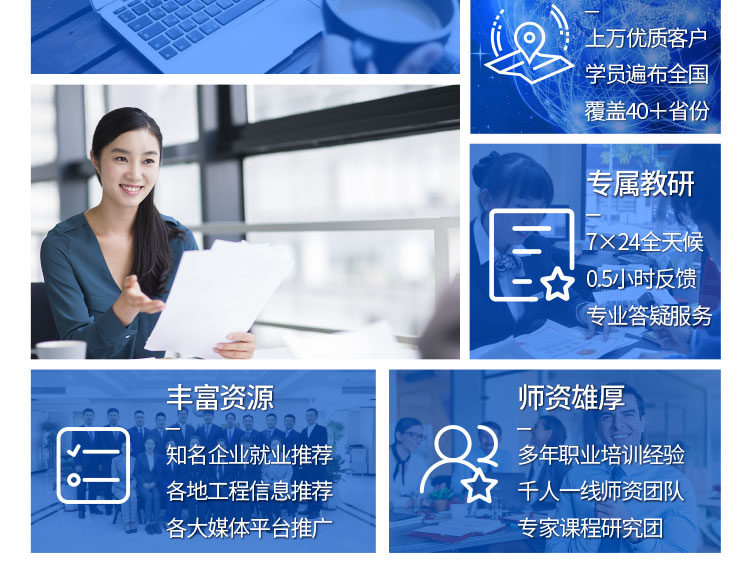 上万优质客户
学员遍布全国
覆盖40＋省份
专属教研
7×24全天候
0.5小时反馈
专业答疑服务
丰富资源
知名企业就业推荐
各地工程信息推荐
各大媒体平台推广
师资雄厚
多年职业培训经验
千人一线师资团队
专家课程研究团